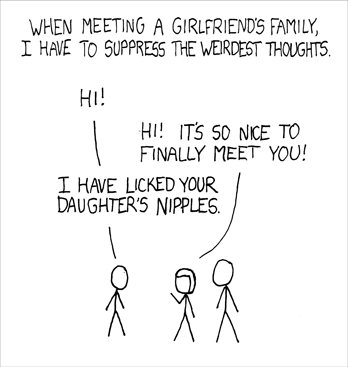 WHEN MEETING A GIRLFRIEND'S FAMILY,
I HAVE TO SUPPRESS THE WEIRDEST THOUGHTS.
HI!
HI! IT'S SO NICE TO
FINALLY MEET YOU!
I HAVE LICKED YOUR
DAUGHTER'S NIPPLES.